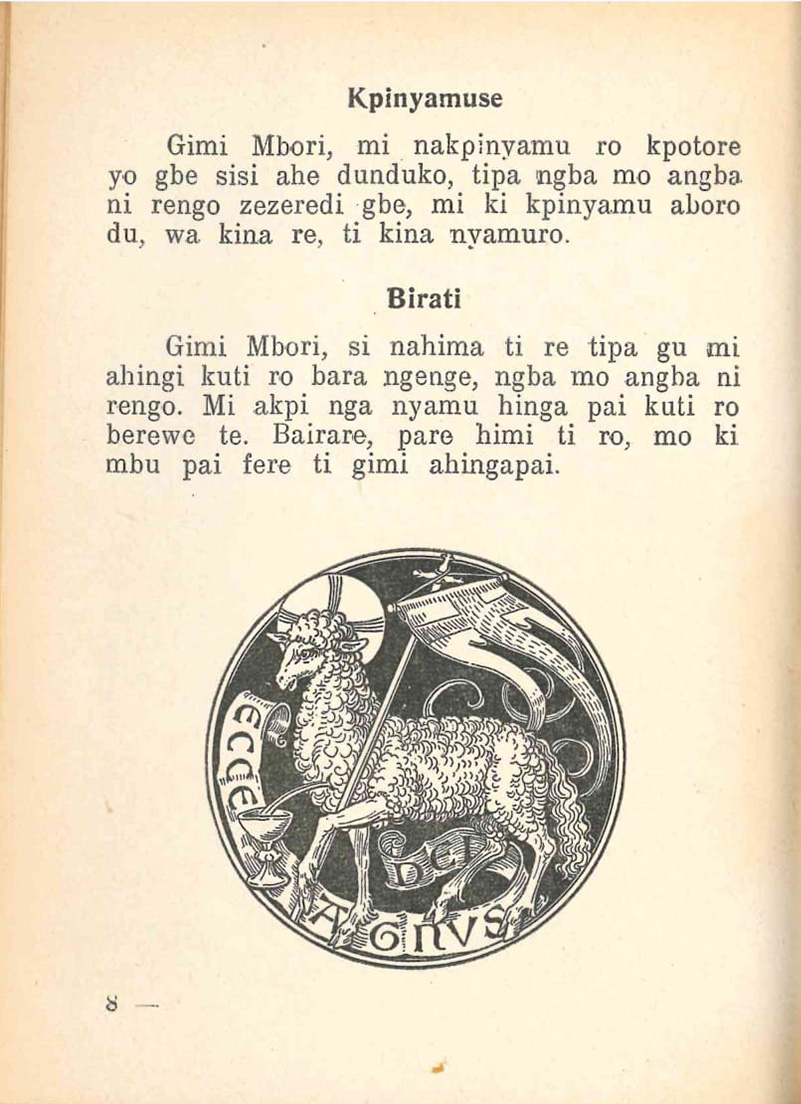 Kpinyamuse
Gimi Mbori, mi nakpinyamu ro kpotore
yo gbe sisi ahe dunduko, tipa ngba mo angba
ni rengo zezeredi gbe, mi ki kpinyamu aboro
du, wa kina re, ti kina nyamuro.
Birati
Gimi Mbori, si nahima ti re tipa gu mi
ahingi kuti ro bara ngenge, ngba mo angba ni
rengo. Mi akpi nga nyamu hinga pai kuti ro
berewe te. Bairare, pare himi ti ro, mo ki
mbu pai fere ti gimi ahingapai.
ECCE
AGNVS
DEI
8 —